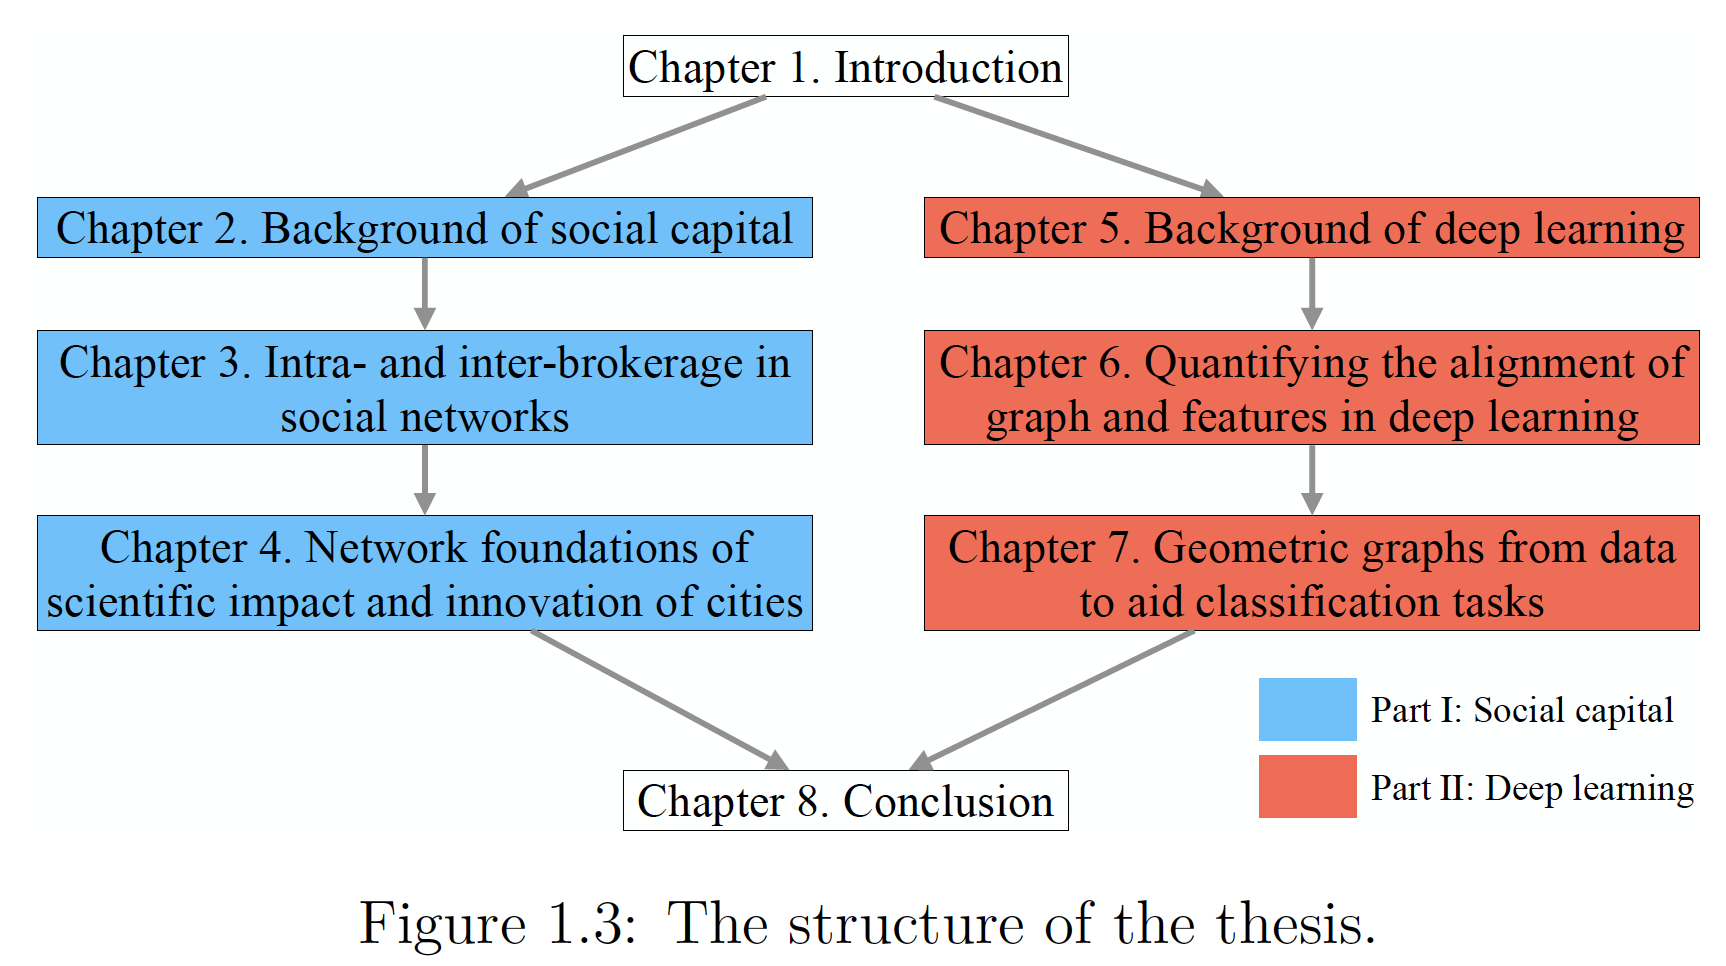 Chapter 1. Introduction
Chapter 2. Background of social capital
Chapter 3. Intra- and inter-brokerage in
social networks
Chapter 4. Network foundations of
scientific impact and innovation of cities
Chapter 5. Background of deep learning
Chapter 6. Quantifying the alignment of
graph and features in deep learning
Chapter 7. Geometric graphs from data
to aid classification tasks
Chapter 8. Conclusion
Part I: Social capital
Part II: Deep learning
Figure 1.3: The structure of the thesis.